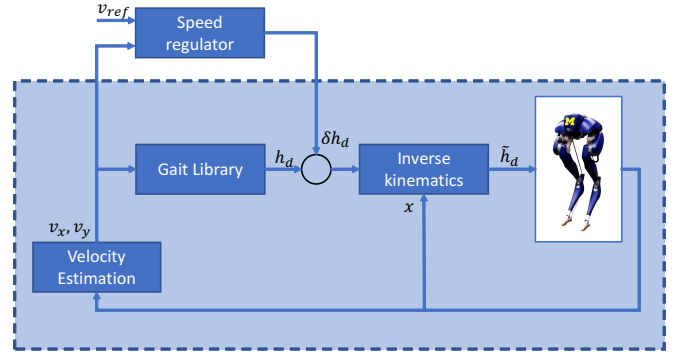 v_ref
Speed
regulator
δh_d
Gait Library
h_d
Inverse
kinematics
h̃_d
M
x
v_x, v_y
Velocity
Estimation